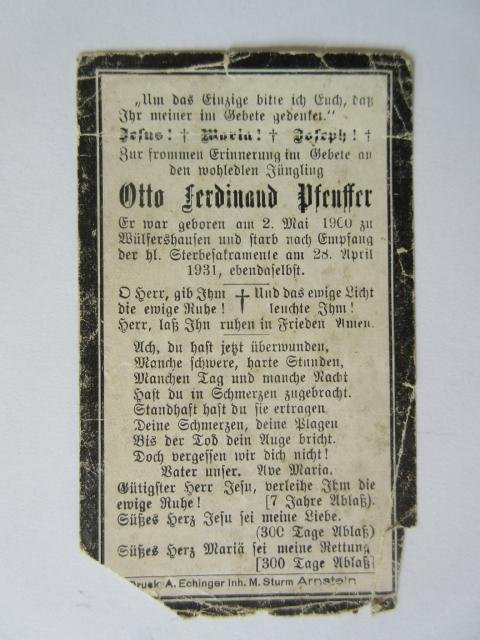 „Um das Einzige bitte ich Euch, daß
Ihr meiner im Gebete gedenket."
Jesus! † Maria! † Joseph! †
Zur frommen Erinnerung im Gebete an
den wohledlen Jüngling
Otto Ferdinand Pfeuffer
Er war geboren am 2. Mai 1900 zu
Wülfershausen und starb nach Empfang
der hl. Sterbesakramente am 28. April
1931, ebendaselbst.
O Herr, gib Ihm † Und das ewige Licht
die ewige Ruhe! leuchte Ihm!
Herr, laß Ihn ruhen in Frieden Amen.
Ach, du hast jetzt überwunden,
Manche schwere, harte Stunden,
Manchen Tag und manche Nacht
Hast du in Schmerzen zugebracht.
Standhaft hast du sie ertragen
Deine Schmerzen, deine Plagen
Bis der Tod dein Auge bricht.
Doch vergessen wir dich nicht!
Vater unser. Ave Maria.
Gütigster Herr Jesu, verleihe Ihm die
ewige Ruhe! [7 Jahre Ablaß).
Süßes Herz Jesu sei meine Liebe.
(300 Tage Ablaß)
Süßes Herz Mariä sei meine Rettung
[300 Tage Ablaß]
Druck A. Echinger Inh. M. Sturm Arnstein